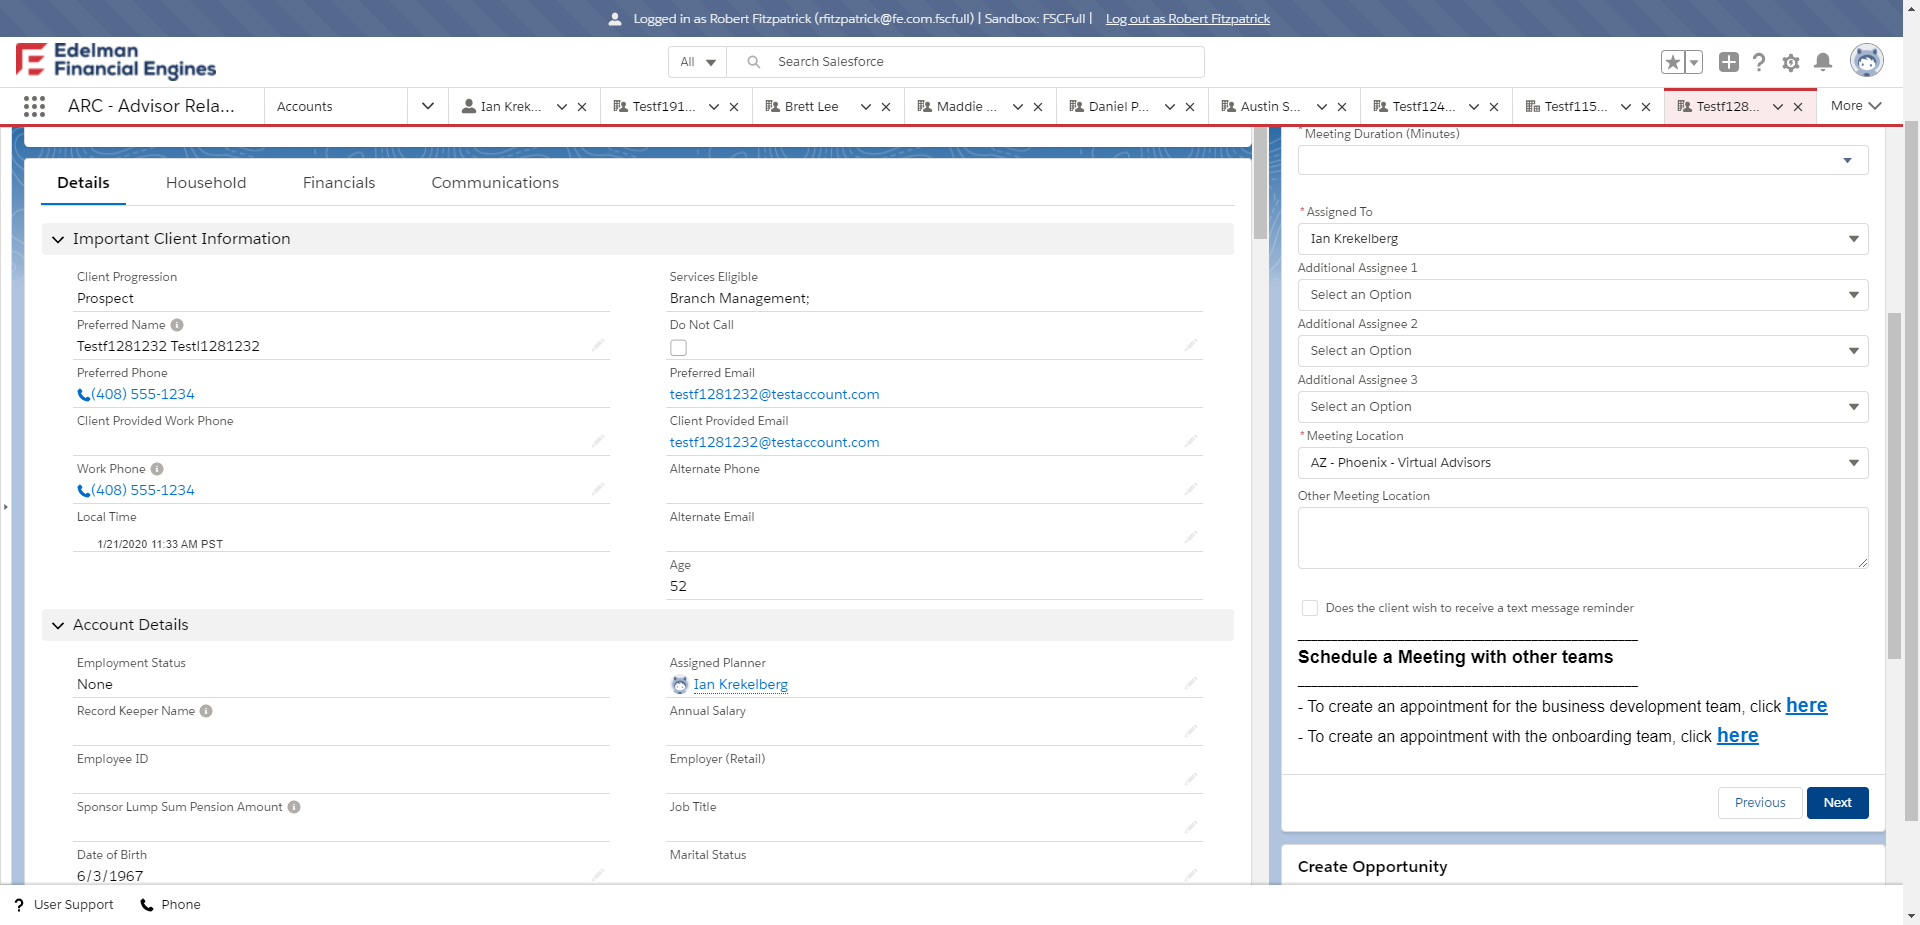 Logged in as Robert Fitzpatrick (rfitzpatrick@fe.com.fscfull) | Sandbox: FSCFull | Log out as Robert Fitzpatrick
Edelman
Financial Engines
All
Search Salesforce
ARC - Advisor Rela...
Accounts
Ian Krek...
Testf191...
Brett Lee
Maddie ...
Daniel P...
Austin S...
Testf124...
Testf115...
Testf128...
More
Details
Household
Financials
Communications
Important Client Information
Client Progression
Prospect
Services Eligible
Branch Management;
Preferred Name
Testf1281232 Testl1281232
Do Not Call
Preferred Phone
(408) 555-1234
Preferred Email
testf1281232@testaccount.com
Client Provided Work Phone
Client Provided Email
testf1281232@testaccount.com
Work Phone
(408) 555-1234
Alternate Phone
Local Time
1/21/2020 11:33 AM PST
Alternate Email
Age
52
Account Details
Employment Status
None
Assigned Planner
Ian Krekelberg
Record Keeper Name
Annual Salary
Employee ID
Employer (Retail)
Sponsor Lump Sum Pension Amount
Job Title
Date of Birth
6/3/1967
Marital Status
*Meeting Duration (Minutes)
*Assigned To
Ian Krekelberg
Additional Assignee 1
Select an Option
Additional Assignee 2
Select an Option
Additional Assignee 3
Select an Option
*Meeting Location
AZ - Phoenix - Virtual Advisors
Other Meeting Location
Does the client wish to receive a text message reminder
Schedule a Meeting with other teams
- To create an appointment for the business development team, click here
- To create an appointment with the onboarding team, click here
Previous
Next
Create Opportunity
User Support
Phone